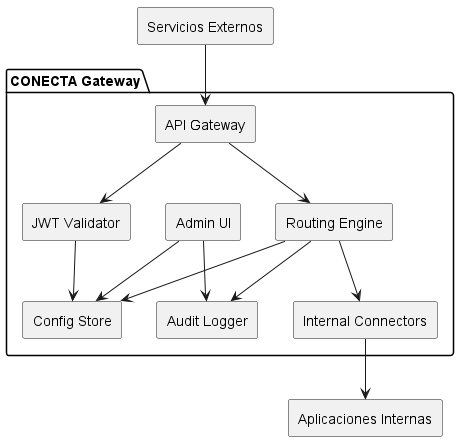 Servicios Externos
CONECTA Gateway
API Gateway
JWT Validator
Admin UI
Routing Engine
Config Store
Audit Logger
Internal Connectors
Aplicaciones Internas